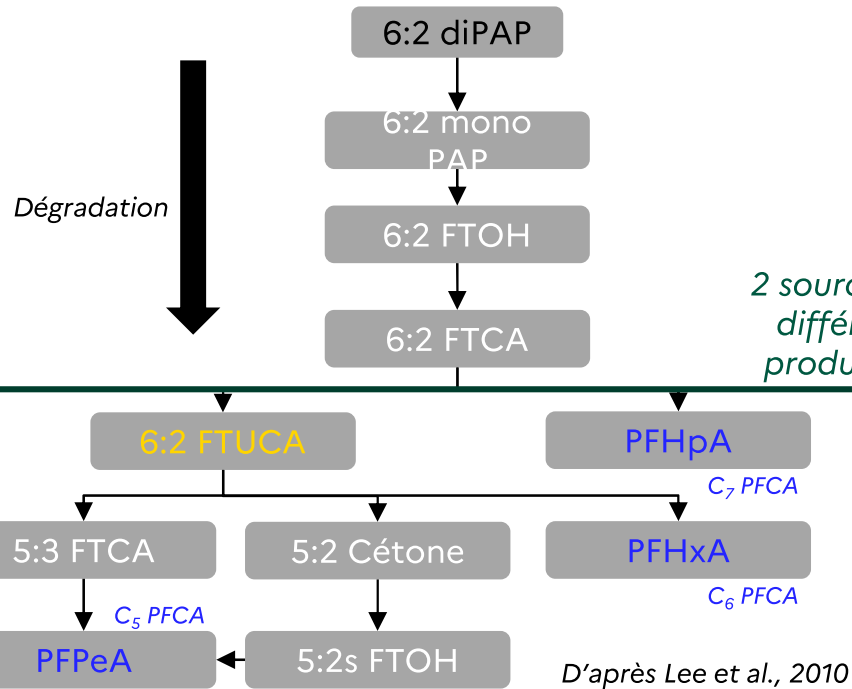 6:2 diPAP
6:2 mono
PAP
Dégradation
6:2 FTOH
6:2 FTCA
2
6:2 FTUCA
PFHpA
C₇ PFCA
5:3 FTCA
5:2 Cétone
PFHxA
C₆ PFCA
C₅ PFCA
PFPeA
5:2s FTOH
D'après Lee et al., 2010